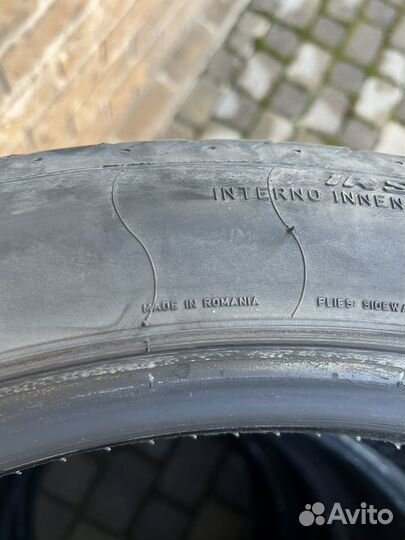 INTERNO INNEN
MADE IN ROMANIA
PLIES: SIDEWA
Avito